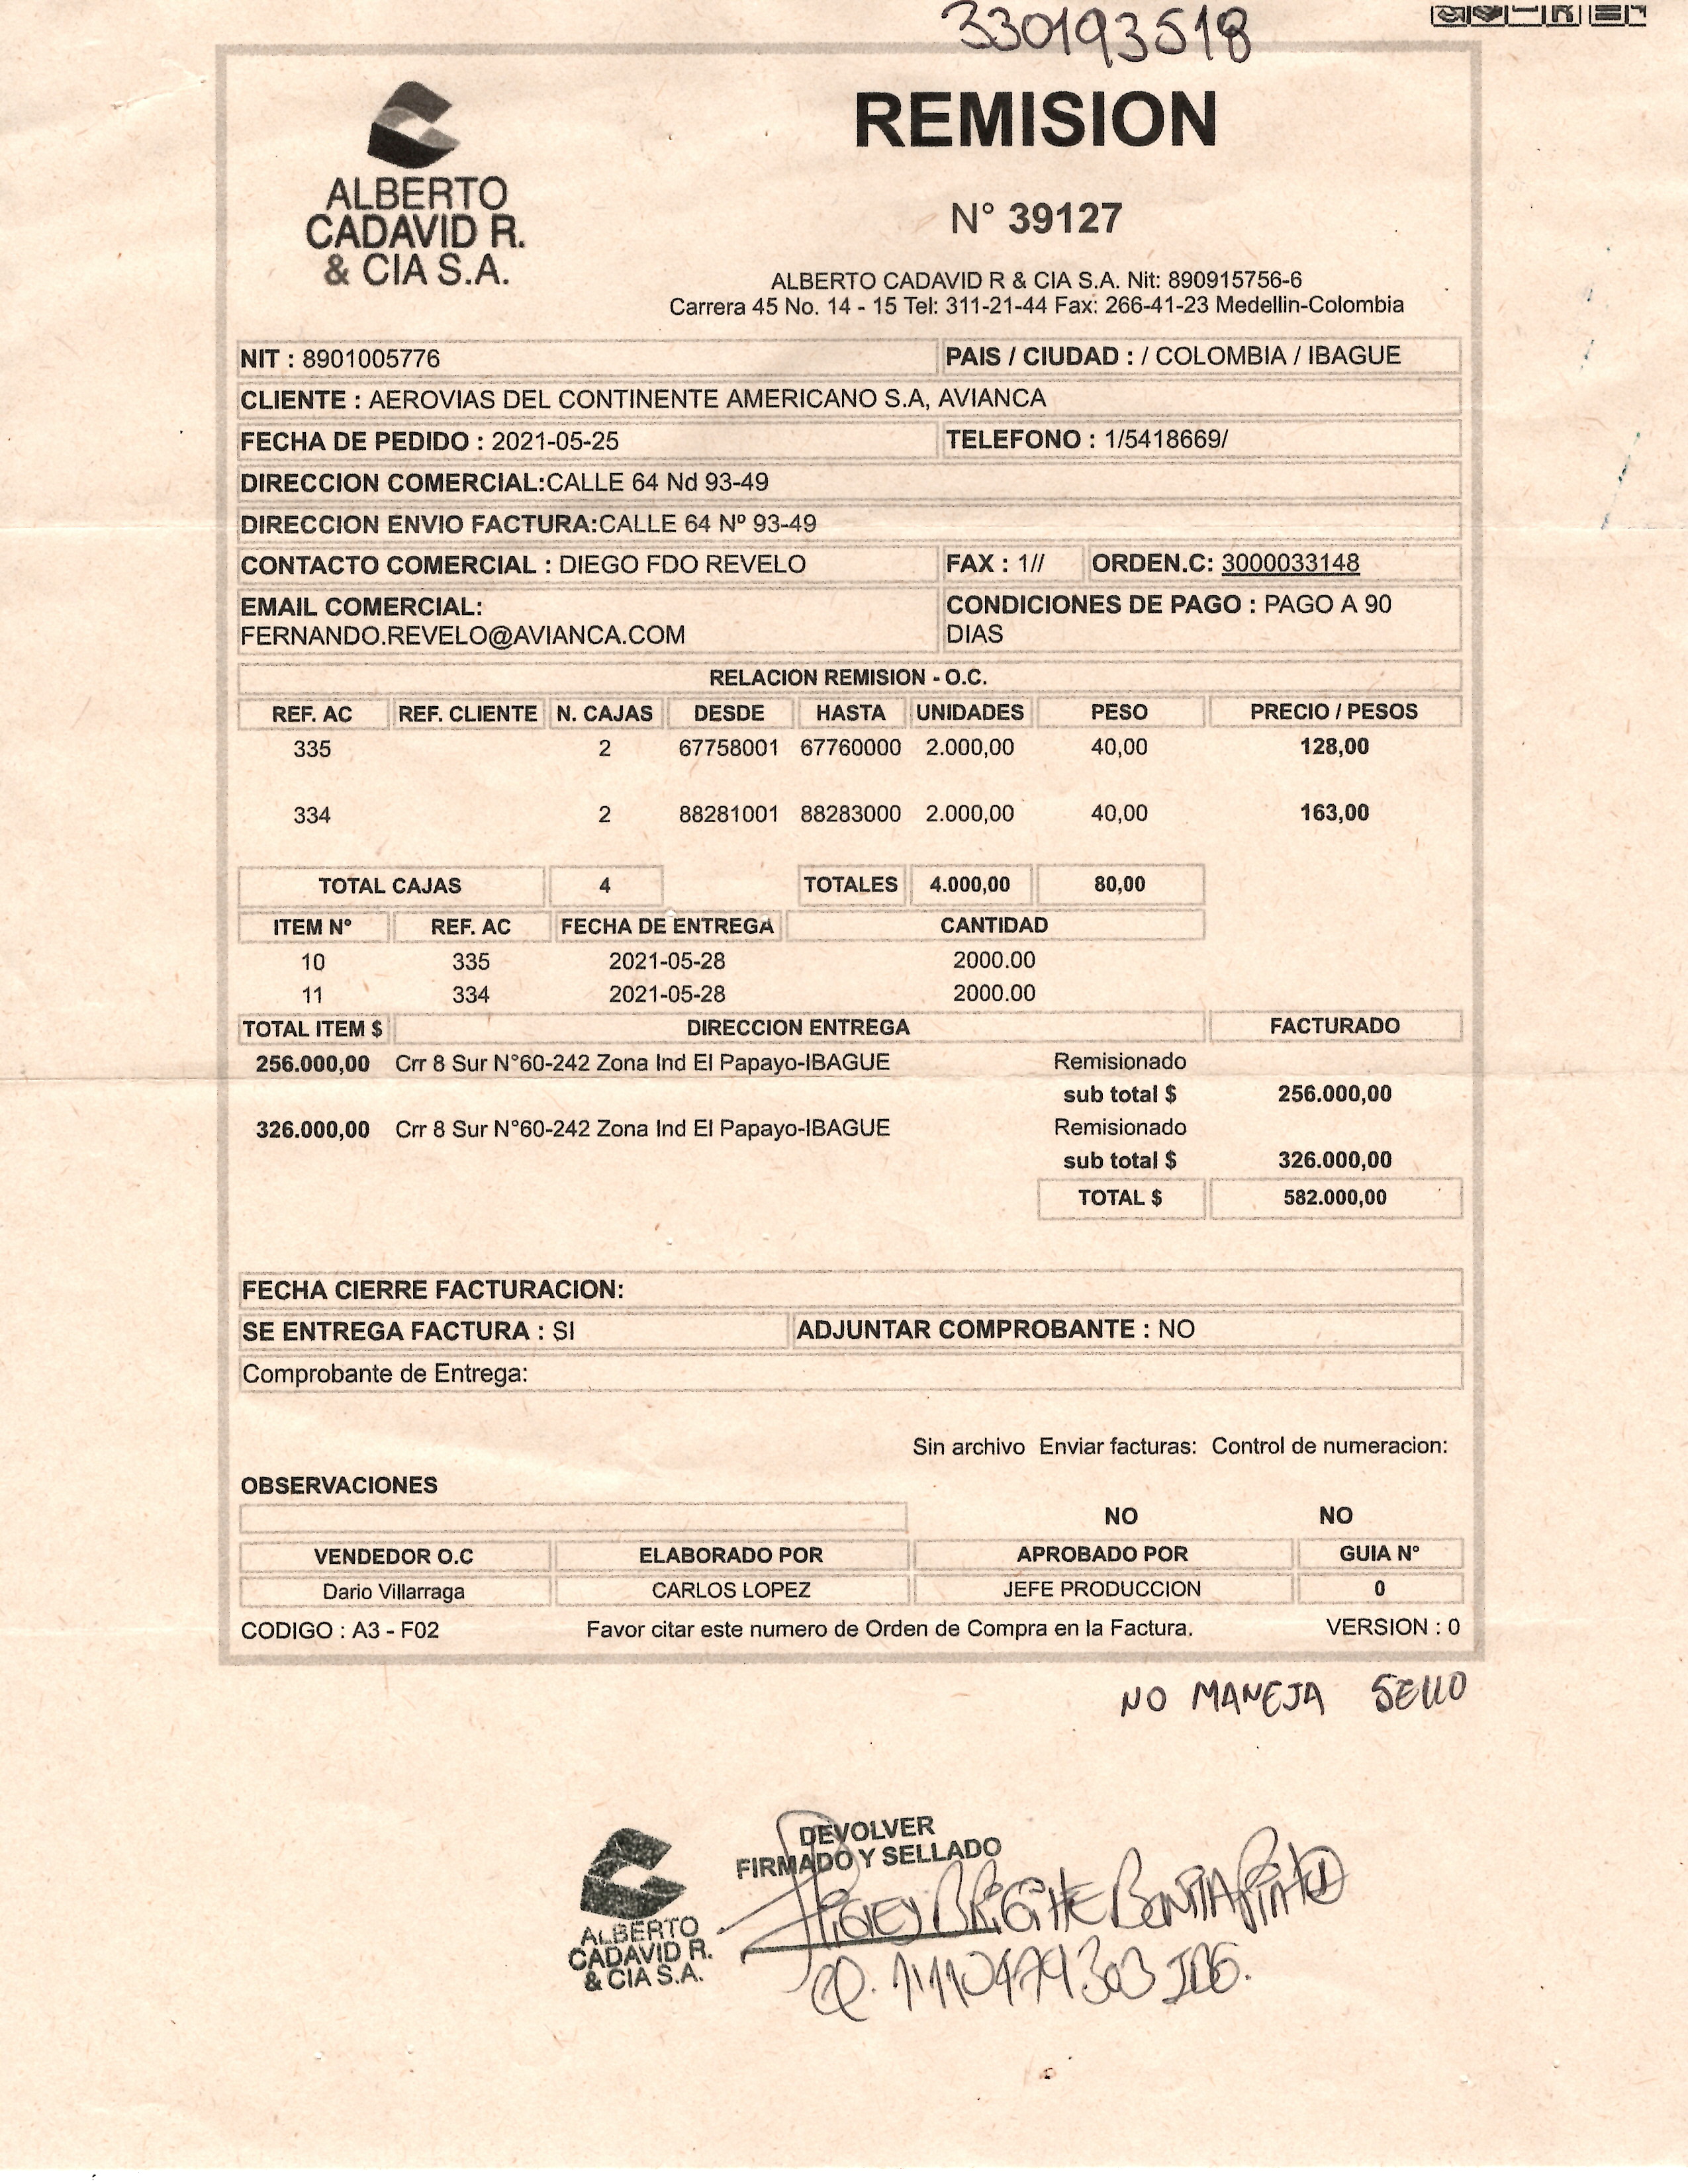 330193518
ALBERTO
CADAVID R.
& CIA S.A.
REMISION
N° 39127
ALBERTO CADAVID R & CIA S.A. Nit: 890915756-6
Carrera 45 No. 14 - 15 Tel: 311-21-44 Fax: 266-41-23 Medellin-Colombia
NIT : 8901005776 PAIS / CIUDAD : / COLOMBIA / IBAGUE
CLIENTE : AEROVIAS DEL CONTINENTE AMERICANO S.A, AVIANCA
FECHA DE PEDIDO : 2021-05-25 TELEFONO : 1/5418669/
DIRECCION COMERCIAL:CALLE 64 Nd 93-49
DIRECCION ENVIO FACTURA:CALLE 64 Nº 93-49
CONTACTO COMERCIAL : DIEGO FDO REVELO FAX : 1// ORDEN.C: 3000033148
EMAIL COMERCIAL:
FERNANDO.REVELO@AVIANCA.COM
CONDICIONES DE PAGO : PAGO A 90
DIAS
RELACION REMISION - O.C.
REF. AC REF. CLIENTE N. CAJAS DESDE HASTA UNIDADES PESO PRECIO / PESOS
335 2 67758001 67760000 2.000,00 40,00 128,00
334 2 88281001 88283000 2.000,00 40,00 163,00
TOTAL CAJAS 4 TOTALES 4.000,00 80,00
ITEM Nº REF. AC FECHA DE ENTREGA CANTIDAD
10 335 2021-05-28 2000.00
11 334 2021-05-28 2000.00
TOTAL ITEM $ DIRECCION ENTREGA FACTURADO
256.000,00 Crr 8 Sur N°60-242 Zona Ind El Papayo-IBAGUE Remisionado
sub total $ 256.000,00
326.000,00 Crr 8 Sur N°60-242 Zona Ind El Papayo-IBAGUE Remisionado
sub total $ 326.000,00
TOTAL $ 582.000,00
FECHA CIERRE FACTURACION:
SE ENTREGA FACTURA : SI ADJUNTAR COMPROBANTE : NO
Comprobante de Entrega:
Sin archivo Enviar facturas: Control de numeracion:
OBSERVACIONES
NO NO
VENDEDOR O.C ELABORADO POR APROBADO POR GUIA Nº
Dario Villarraga CARLOS LOPEZ JEFE PRODUCCION 0
CODIGO : A3 - F02 Favor citar este numero de Orden de Compra en la Factura. VERSION : 0
NO MANEJA SELLO
DEVOLVER
FIRMADO Y SELLADO
ALBERTO
CADAVID R.
& CIA S.A.